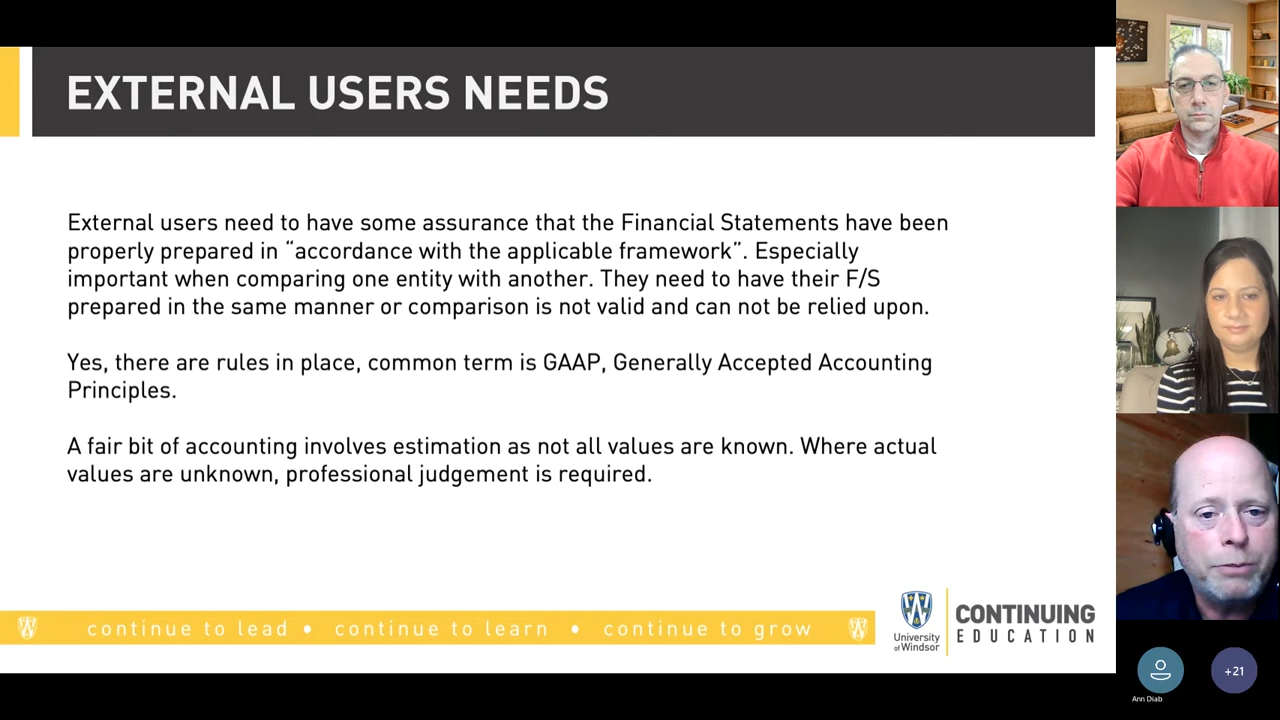 EXTERNAL USERS NEEDS
External users need to have some assurance that the Financial Statements have been
properly prepared in “accordance with the applicable framework”. Especially
important when comparing one entity with another. They need to have their F/S
prepared in the same manner or comparison is not valid and can not be relied upon.
Yes, there are rules in place, common term is GAAP, Generally Accepted Accounting
Principles.
A fair bit of accounting involves estimation as not all values are known. Where actual
values are unknown, professional judgement is required.
continue to lead • continue to learn • continue to grow
University
of Windsor
CONTINUING
EDUCATION
+21
Ann Diab